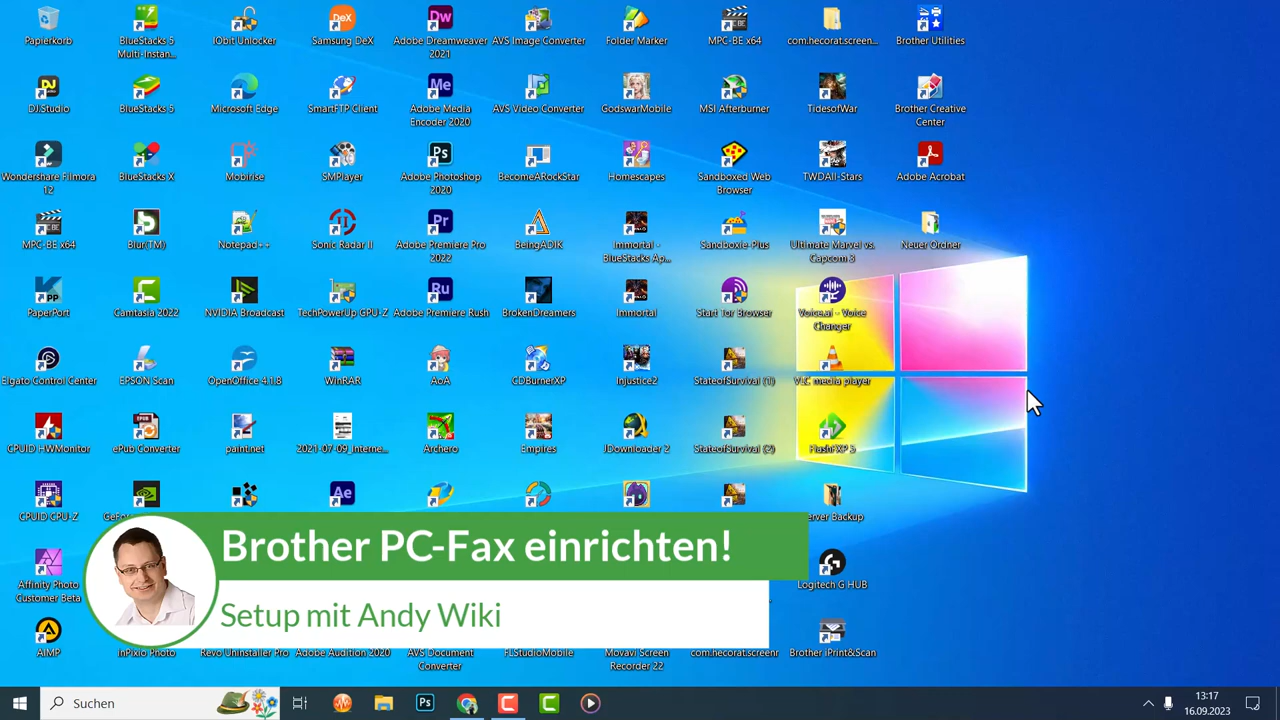 Papierkorb
BlueStacks 5
Multi-Instan...
IObit Unlocker
Samsung DeX
Adobe Dreamweaver
2021
AVS Image Converter
Folder Marker
MPC-BE x64
com.hecorat.screen...
Brother Utilities
DJ.Studio
BlueStacks 5
Microsoft Edge
SmartFTP Client
Adobe Media
Encoder 2020
AVS Video Converter
GodswarMobile
MSI Afterburner
TidesofWar
Brother Creative
Center
Wondershare Filmora
12
BlueStacks X
Mobirise
SMPlayer
Adobe Photoshop
2020
BecomeARockStar
Homescapes
Sandboxed Web
Browser
TWDAll-Stars
Adobe Acrobat
MPC-BE x64
Blur(TM)
Notepad++
Sonic Radar II
Adobe Premiere Pro
2022
BeingADIK
Immortal -
BlueStacks Ap...
Sandboxie-Plus
Ultimate Marvel vs.
Capcom 3
Neuer Ordner
PaperPort
Camtasia 2022
NVIDIA Broadcast
TechPowerUp GPU-Z
Adobe Premiere Rush
BrokenDreamers
Immortal
Start Tor Browser
Voice.ai - Voice
Changer
Elgato Control Center
EPSON Scan
OpenOffice 4.1.8
WinRAR
AoA
CDBurnerXP
Injustice2
StateofSurvival (1)
VLC media player
CPUID HWMonitor
ePub Converter
paint.net
2021-07-09_Interne...
Archero
Empires
JDownloader 2
StateofSurvival (2)
FlashFXP 5
CPUID CPU-Z
Server Backup
Brother PC-Fax einrichten!
Affinity Photo
Customer Beta
Logitech G HUB
Setup mit Andy Wiki
AIMP
InPixio Photo
Revo Uninstaller Pro
Adobe Audition 2020
AVS Document
Converter
FLStudioMobile
Movavi Screen
Recorder 22
com.hecorat.screenr
Brother iPrint&Scan
Suchen
13:17
16.09.2023